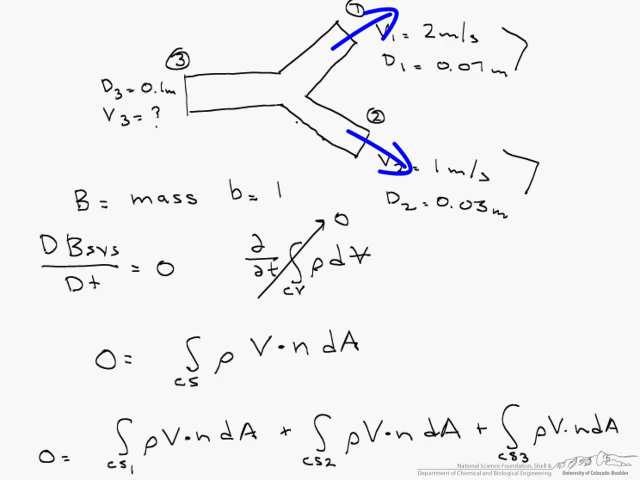 ①
V₁ = 2m/s
D₁ = 0.07m
③
D₃ = 0.1m
V₃ = ?
②
V₂ = 1m/s
D₂ = 0.03m
B = mass b = 1
DBsys/Dt = 0 ∂/∂t ∫cv ρdV 0
0 = ∫cs ρ V·n dA
0 = ∫cs₁ ρV·n dA + ∫cs2 ρV·n dA + ∫cs3 ρV·ndA
National Science Foundation, Shell &
Department of Chemical and Biological Engineering
University of Colorado-Boulder